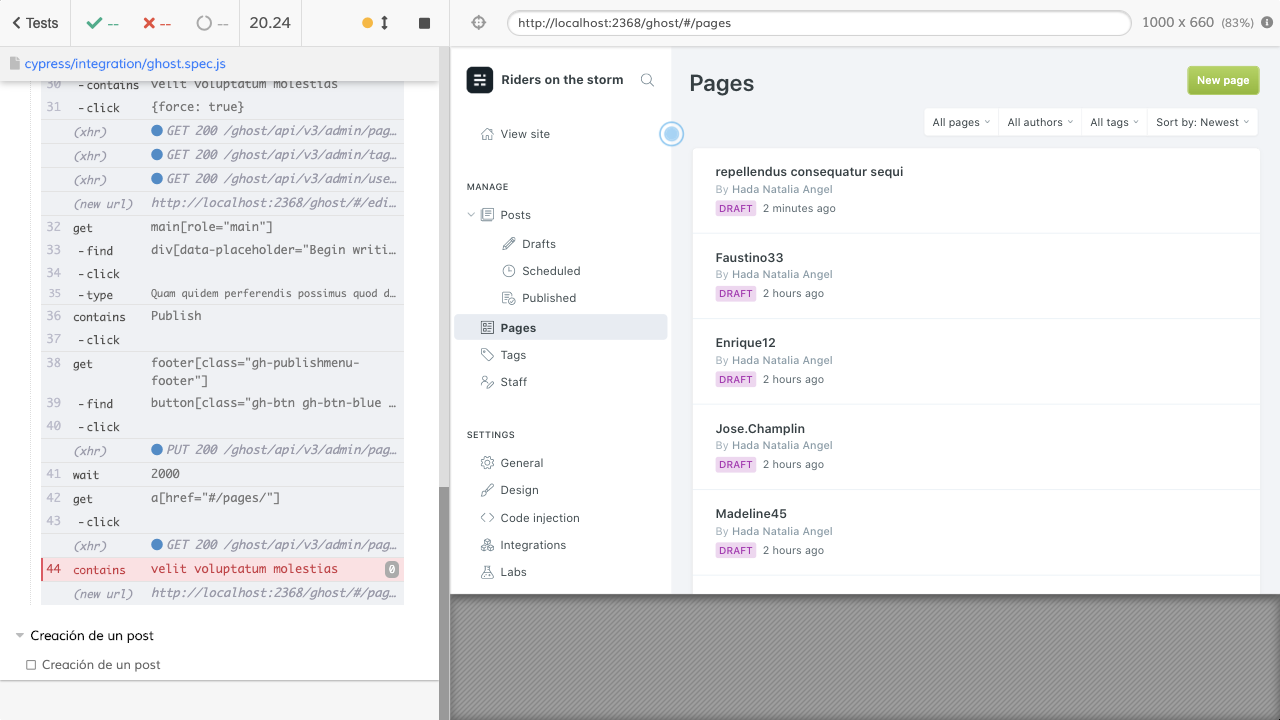 Tests
--
--
--
20.24
http://localhost:2368/ghost/#/pages
1000 x 660 (83%)
cypress/integration/ghost.spec.js
30 - contains velit voluptatum molestias
31 - click {force: true}
(xhr) GET 200 /ghost/api/v3/admin/pag…
(xhr) GET 200 /ghost/api/v3/admin/tag…
(xhr) GET 200 /ghost/api/v3/admin/use…
(new url) http://localhost:2368/ghost/#/edi…
32 get main[role="main"]
33 - find div[data-placeholder="Begin writi…
34 - click
35 - type Quam quidem perferendis possimus quod d…
36 contains Publish
37 - click
38 get footer[class="gh-publishmenu-
footer"]
39 - find button[class="gh-btn gh-btn-blue …
40 - click
(xhr) PUT 200 /ghost/api/v3/admin/pag…
41 wait 2000
42 get a[href="#/pages/"]
43 - click
(xhr) GET 200 /ghost/api/v3/admin/pag…
44 contains velit voluptatum molestias 0
(new url) http://localhost:2368/ghost/#/pag…
Creación de un post
Creación de un post
Riders on the storm
View site
MANAGE
Posts
Drafts
Scheduled
Published
Pages
Tags
Staff
SETTINGS
General
Design
Code injection
Integrations
Labs
Pages
New page
All pages
All authors
All tags
Sort by: Newest
repellendus consequatur sequi
By Hada Natalia Angel
DRAFT 2 minutes ago
Faustino33
By Hada Natalia Angel
DRAFT 2 hours ago
Enrique12
By Hada Natalia Angel
DRAFT 2 hours ago
Jose.Champlin
By Hada Natalia Angel
DRAFT 2 hours ago
Madeline45
By Hada Natalia Angel
DRAFT 2 hours ago